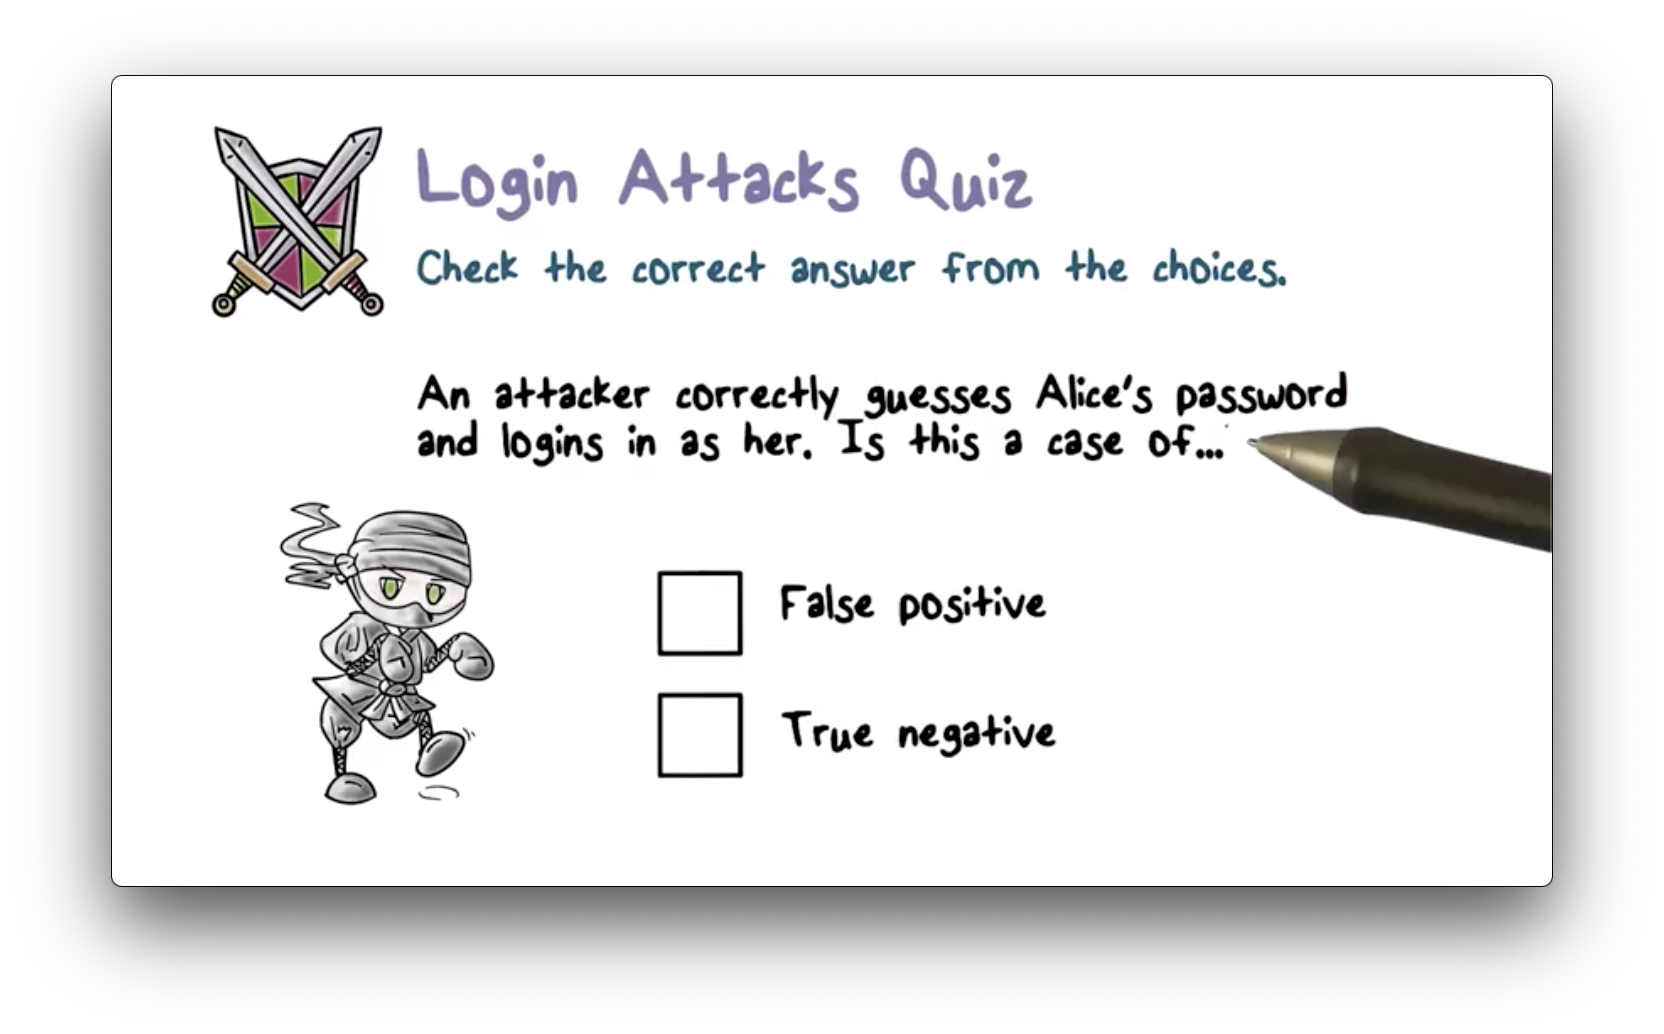 Login Attacks Quiz
Check the correct answer from the choices.
An attacker correctly guesses Alice's password
and logins in as her. Is this a case of...
False positive
True negative